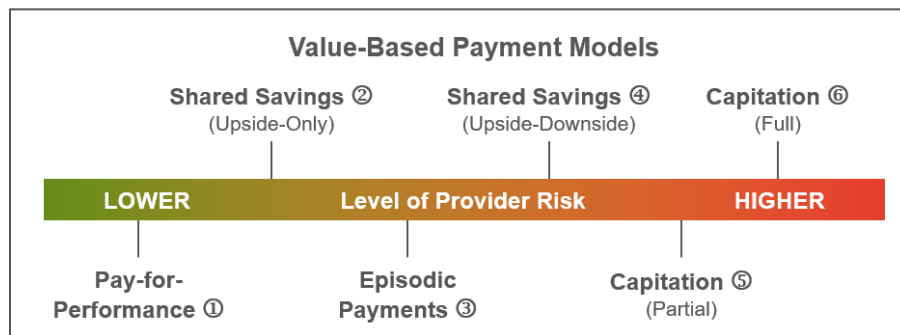 Value-Based Payment Models
Shared Savings ②
(Upside-Only)
Shared Savings ④
(Upside-Downside)
Capitation ⑥
(Full)
LOWER
Level of Provider Risk
HIGHER
Pay-for-
Performance ①
Episodic
Payments ③
Capitation ⑤
(Partial)